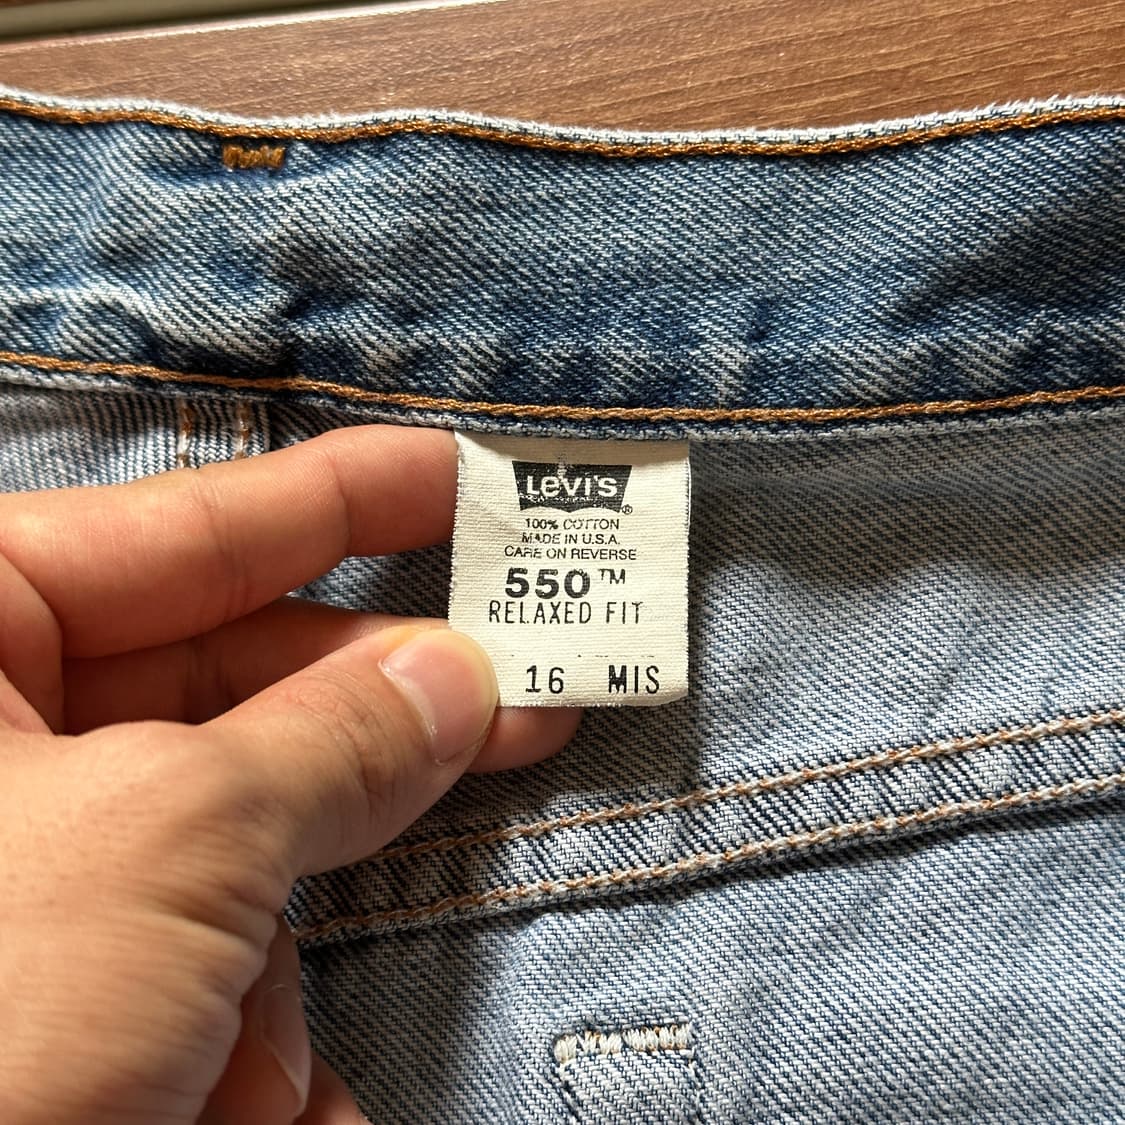 LEVI'S®
100% COTTON
MADE IN U.S.A.
CARE ON REVERSE
550™
RELAXED FIT
16 MIS